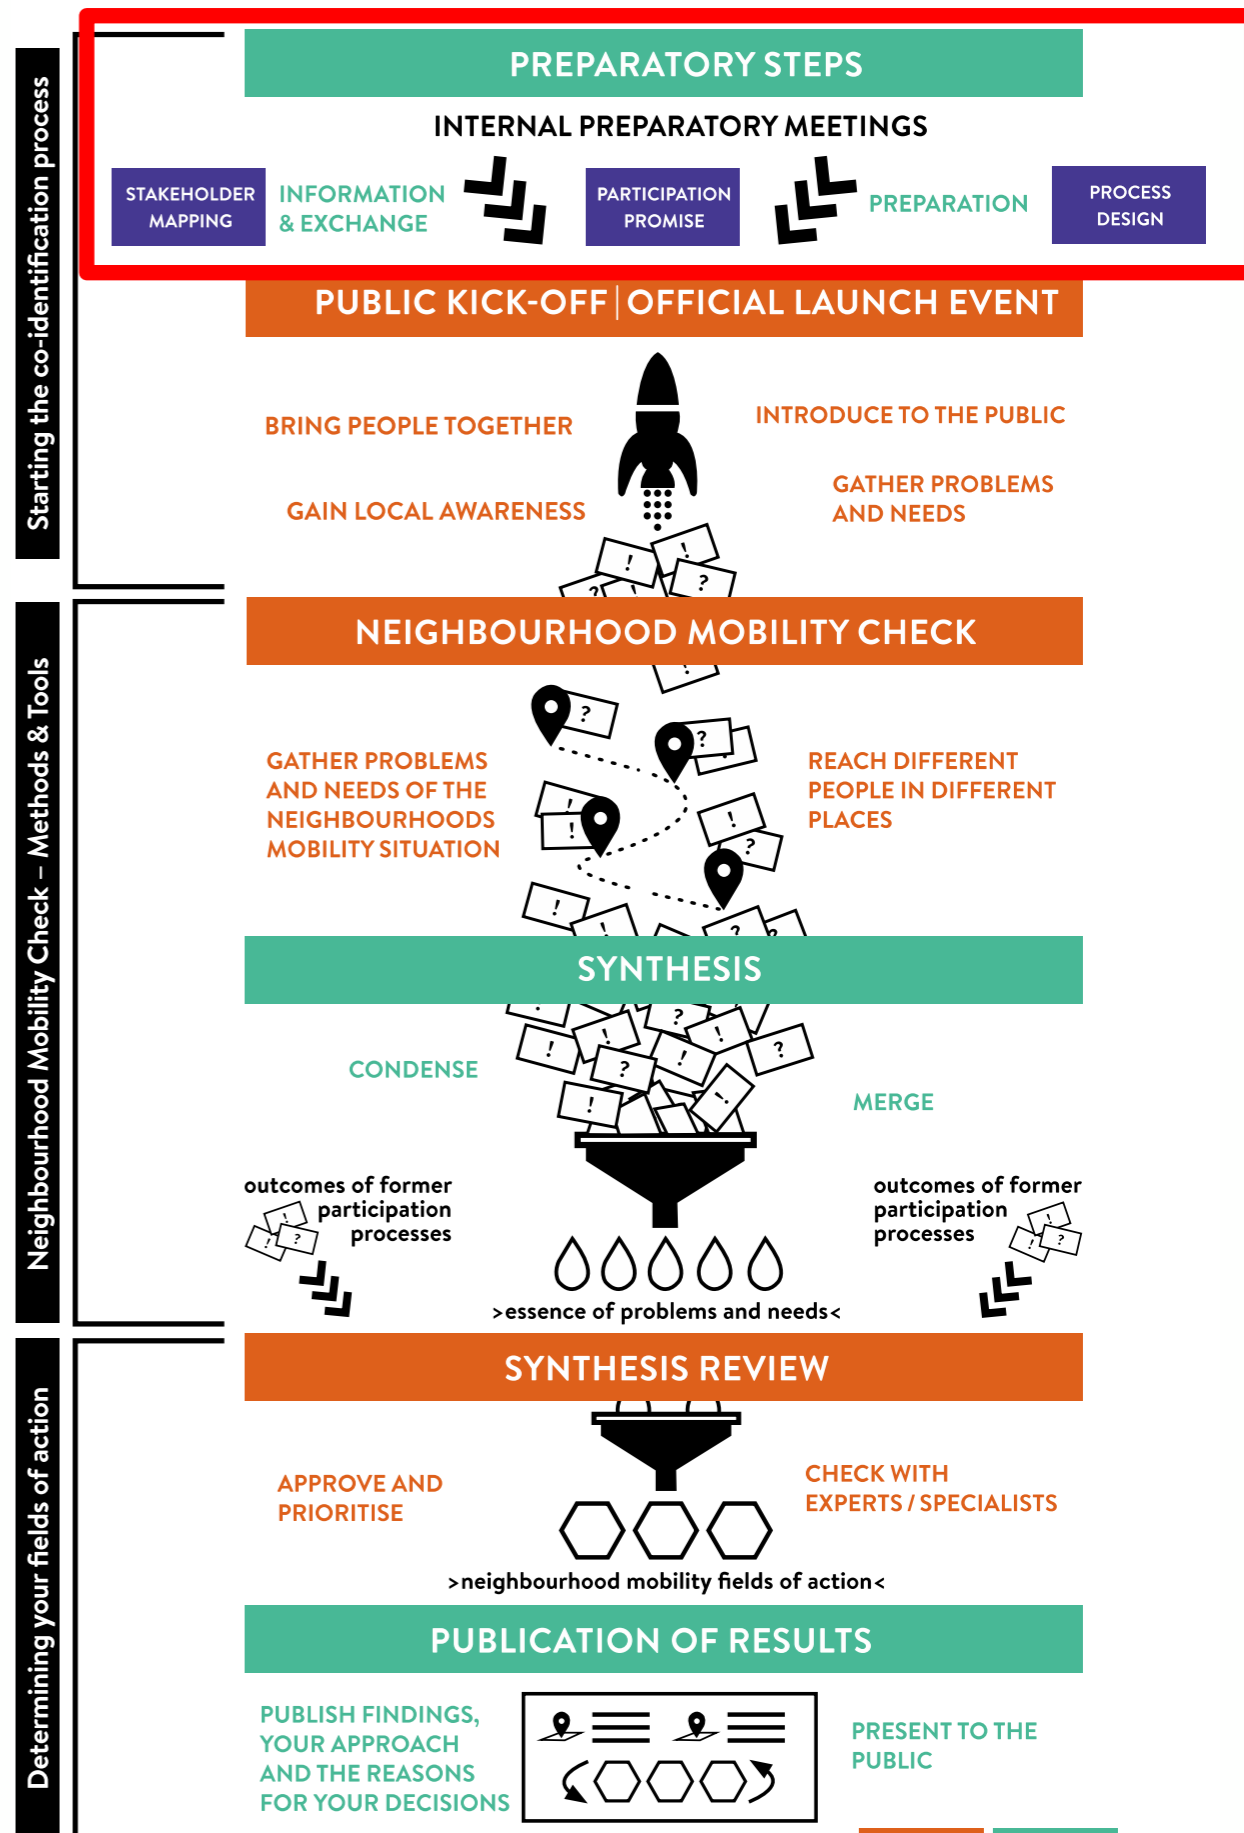 Starting the co-identification process
PREPARATORY STEPS
INTERNAL PREPARATORY MEETINGS
STAKEHOLDER
MAPPING
INFORMATION
& EXCHANGE
PARTICIPATION
PROMISE
PREPARATION
PROCESS
DESIGN
PUBLIC KICK-OFF | OFFICIAL LAUNCH EVENT
BRING PEOPLE TOGETHER
INTRODUCE TO THE PUBLIC
GAIN LOCAL AWARENESS
GATHER PROBLEMS
AND NEEDS
Neighbourhood Mobility Check – Methods & Tools
NEIGHBOURHOOD MOBILITY CHECK
GATHER PROBLEMS
AND NEEDS OF THE
NEIGHBOURHOODS
MOBILITY SITUATION
REACH DIFFERENT
PEOPLE IN DIFFERENT
PLACES
SYNTHESIS
CONDENSE
MERGE
outcomes of former
participation
processes
outcomes of former
participation
processes
>essence of problems and needs<
Determining your fields of action
SYNTHESIS REVIEW
APPROVE AND
PRIORITISE
CHECK WITH
EXPERTS / SPECIALISTS
>neighbourhood mobility fields of action<
PUBLICATION OF RESULTS
PUBLISH FINDINGS,
YOUR APPROACH
AND THE REASONS
FOR YOUR DECISIONS
PRESENT TO THE
PUBLIC